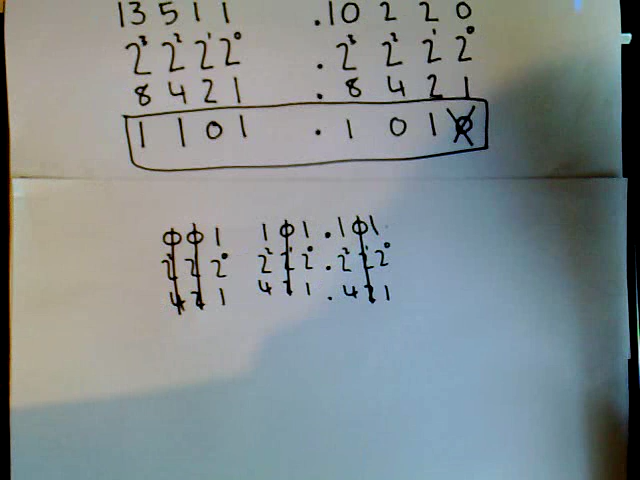 13 5 1 1 .10 2 2 0
2³ 2² 2¹ 2⁰ . 2³ 2² 2¹ 2⁰
8 4 2 1 . 8 4 2 1
1 1 0 1 . 1 0 1 0
0 0 1 1 0 1 . 1 0 1
2² 2¹ 2⁰ 2² 2¹ 2⁰ . 2² 2¹ 2⁰
4 2 1 4 2 1 . 4 2 1